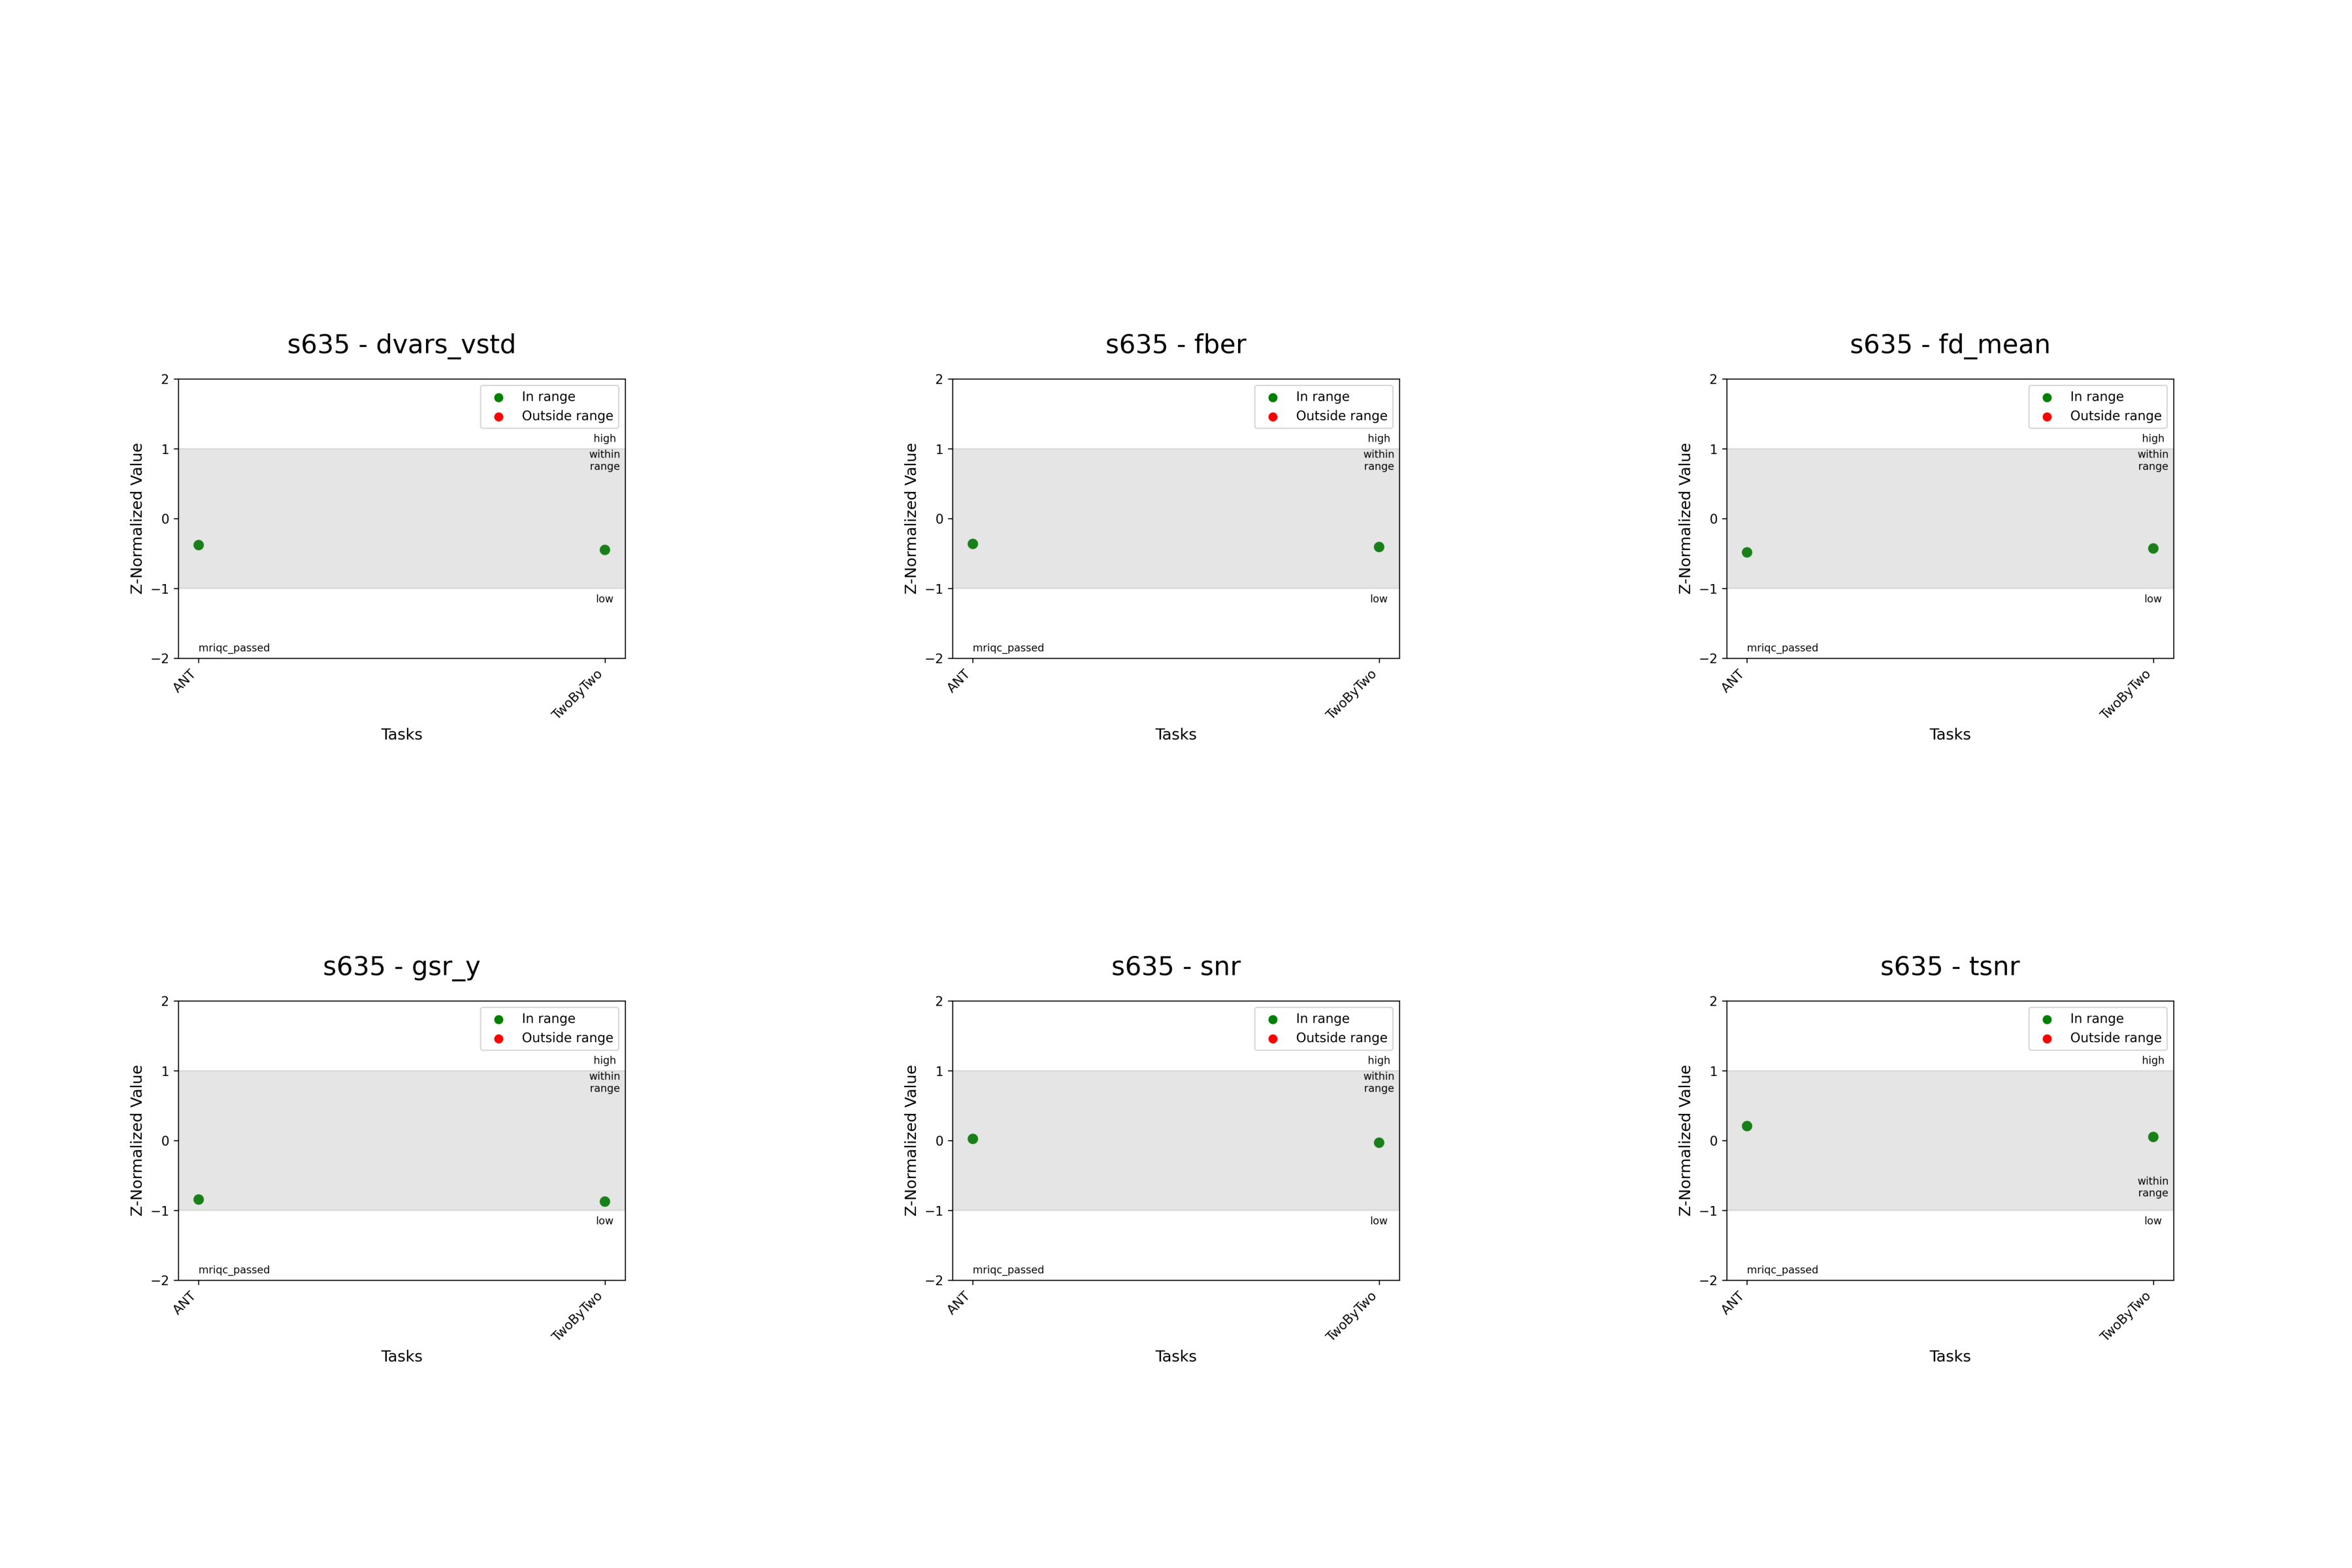 s635 - dvars_vstd
2
1
0
−1
−2
Z-Normalized Value
In range
Outside range
high
within
range
low
mriqc_passed
ANT
TwoByTwo
Tasks
s635 - fber
2
1
0
−1
−2
Z-Normalized Value
In range
Outside range
high
within
range
low
mriqc_passed
ANT
TwoByTwo
Tasks
s635 - fd_mean
2
1
0
−1
−2
Z-Normalized Value
In range
Outside range
high
within
range
low
mriqc_passed
ANT
TwoByTwo
Tasks
s635 - gsr_y
2
1
0
−1
−2
Z-Normalized Value
In range
Outside range
high
within
range
low
mriqc_passed
ANT
TwoByTwo
Tasks
s635 - snr
2
1
0
−1
−2
Z-Normalized Value
In range
Outside range
high
within
range
low
mriqc_passed
ANT
TwoByTwo
Tasks
s635 - tsnr
2
1
0
−1
−2
Z-Normalized Value
In range
Outside range
high
within
range
low
mriqc_passed
ANT
TwoByTwo
Tasks